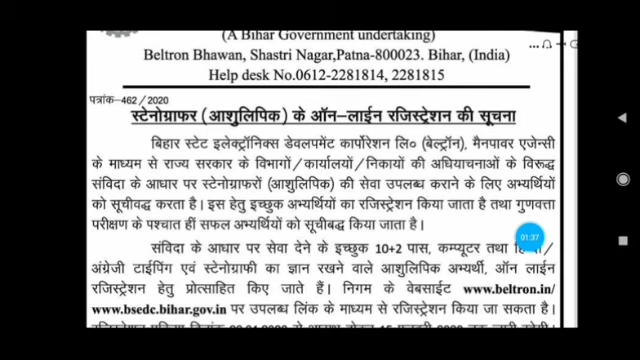 (A Bihar Government undertaking)
Beltron Bhawan, Shastri Nagar,Patna-800023. Bihar, (India)
Help desk No.0612-2281814, 2281815
पत्रांक-462/2020
स्टेनोग्राफर (आशुलिपिक) के ऑन-लाईन रजिस्ट्रेशन की सूचना
बिहार स्टेट इलेक्ट्रॉनिक्स डेवलपमेंट कार्पोरेशन लि० (बेल्ट्रॉन), मैनपावर एजेन्सी
के माध्यम से राज्य सरकार के विभागों/कार्यालयों/निकायों की अधियाचनाओं के विरूद्ध
संविदा के आधार पर स्टेनोग्राफरों (आशुलिपिक) की सेवा उपलब्ध कराने के लिए अभ्यर्थियों
को सूचीवद्ध करता है। इस हेतु इच्छुक अभ्यर्थियों का रजिस्ट्रेशन किया जाता है तथा गुणवत्ता
परीक्षण के पश्चात हीं सफल अभ्यर्थियों को सूचीबद्ध किया जाता है।
संविदा के आधार पर सेवा देने के इच्छुक 10+2 पास, कम्प्यूटर तथा
01:37
अंग्रेजी टाईपिंग एवं स्टेनोग्राफी का ज्ञान रखने वाले आशुलिपिक अभ्यर्थी, ऑन लाईन
रजिस्ट्रेशन हेतु प्रोत्साहित किए जाते हैं। निगम के वेबसाईट www.beltron.in/
www.bsedc.bihar.gov.in पर उपलब्ध लिंक के माध्यम से रजिस्ट्रेशन किया जा सकता है।